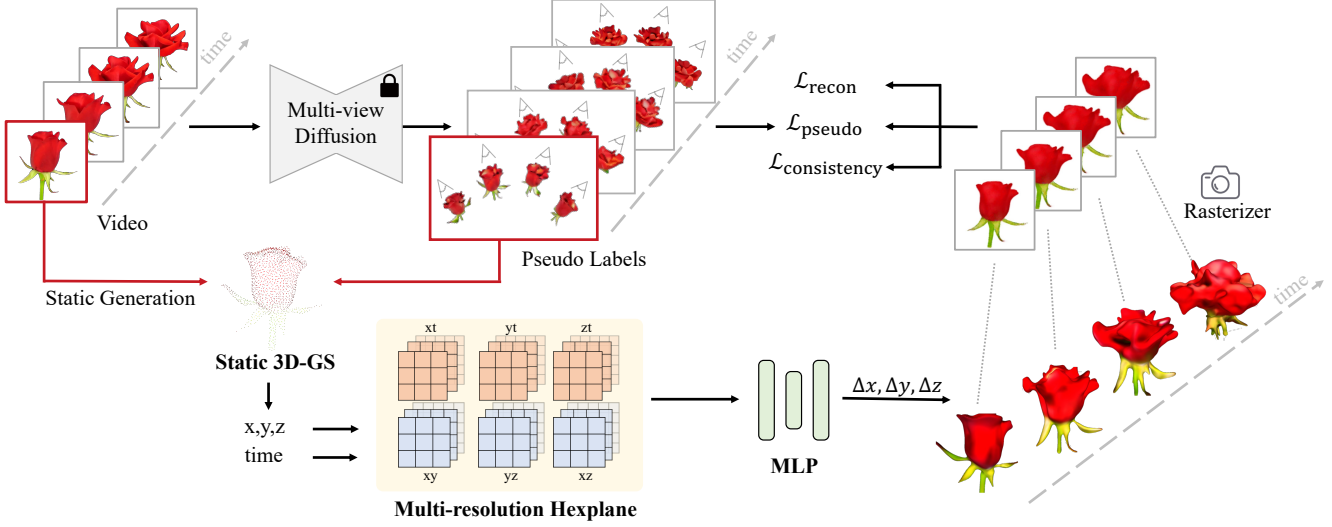 time
Video
Multi-view
Diffusion
time
Pseudo Labels
Static Generation
ℒrecon
ℒpseudo
ℒconsistency
Rasterizer
time
Static 3D-GS
x,y,z
time
xt
yt
zt
xy
yz
xz
Multi-resolution Hexplane
MLP
Δx, Δy, Δz